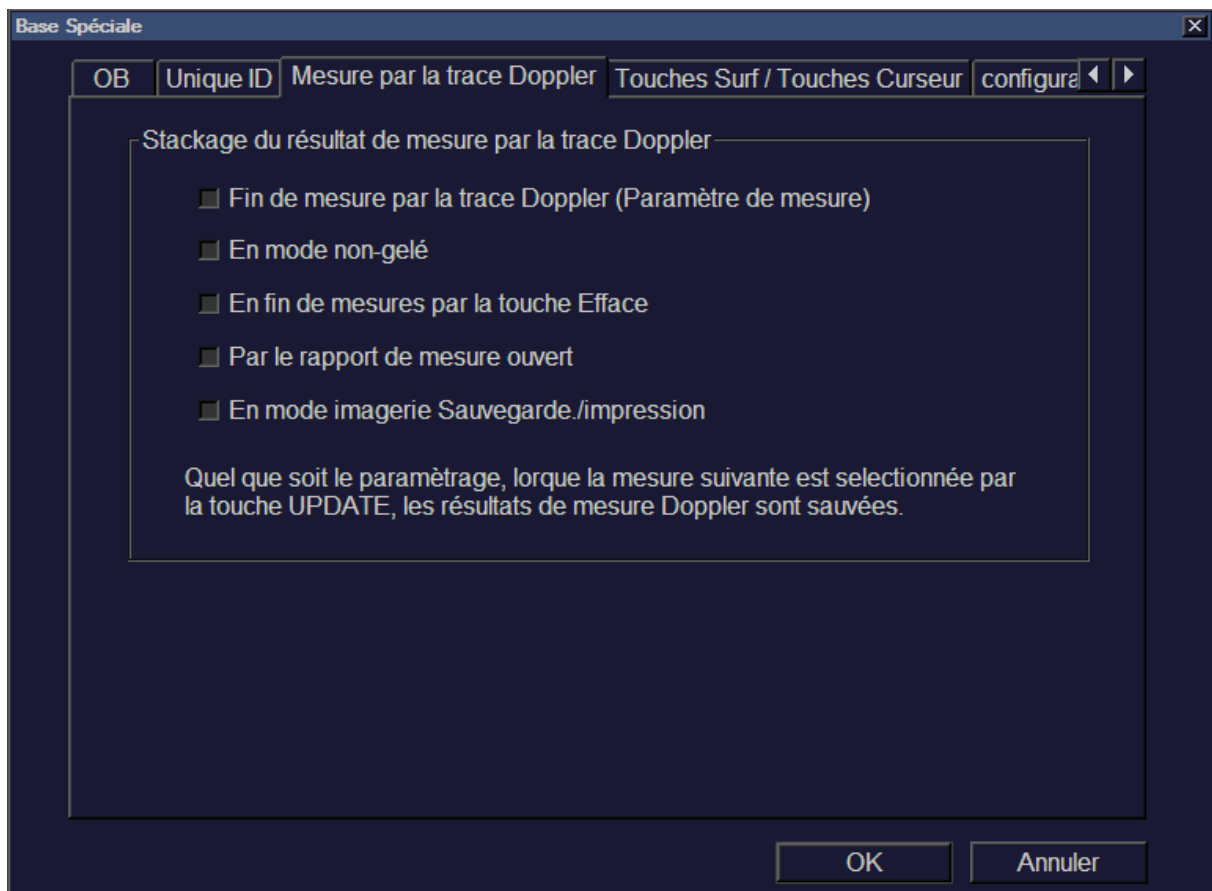 Base Spéciale
OB
Unique ID
Mesure par la trace Doppler
Touches Surf / Touches Curseur
configura
Stackage du résultat de mesure par la trace Doppler
Fin de mesure par la trace Doppler (Paramètre de mesure)
En mode non-gelé
En fin de mesures par la touche Efface
Par le rapport de mesure ouvert
En mode imagerie Sauvegarde./impression
Quel que soit le paramètrage, lorque la mesure suivante est selectionnée par
la touche UPDATE, les résultats de mesure Doppler sont sauvées.
OK
Annuler